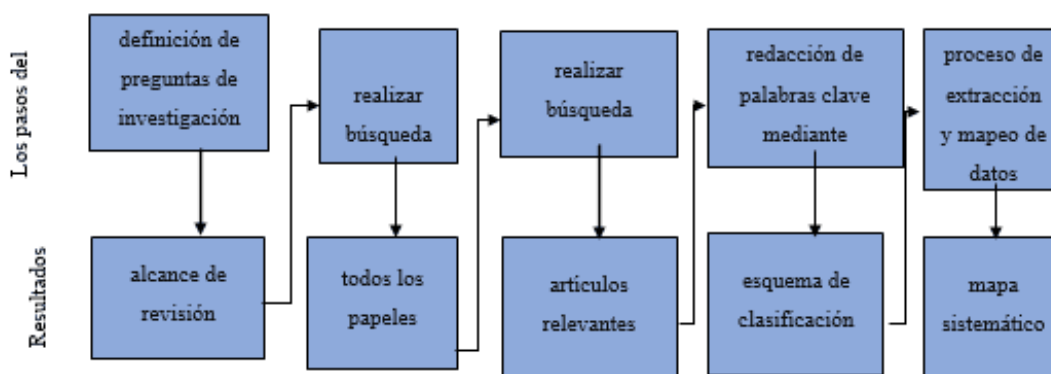 Los pasos del
definición de
preguntas de
investigación
realizar
búsqueda
realizar
búsqueda
redacción de
palabras clave
mediante
proceso de
extracción
y mapeo de
datos
Resultados
alcance de
revisión
todos los
papeles
artículos
relevantes
esquema de
clasificación
mapa
sistemático